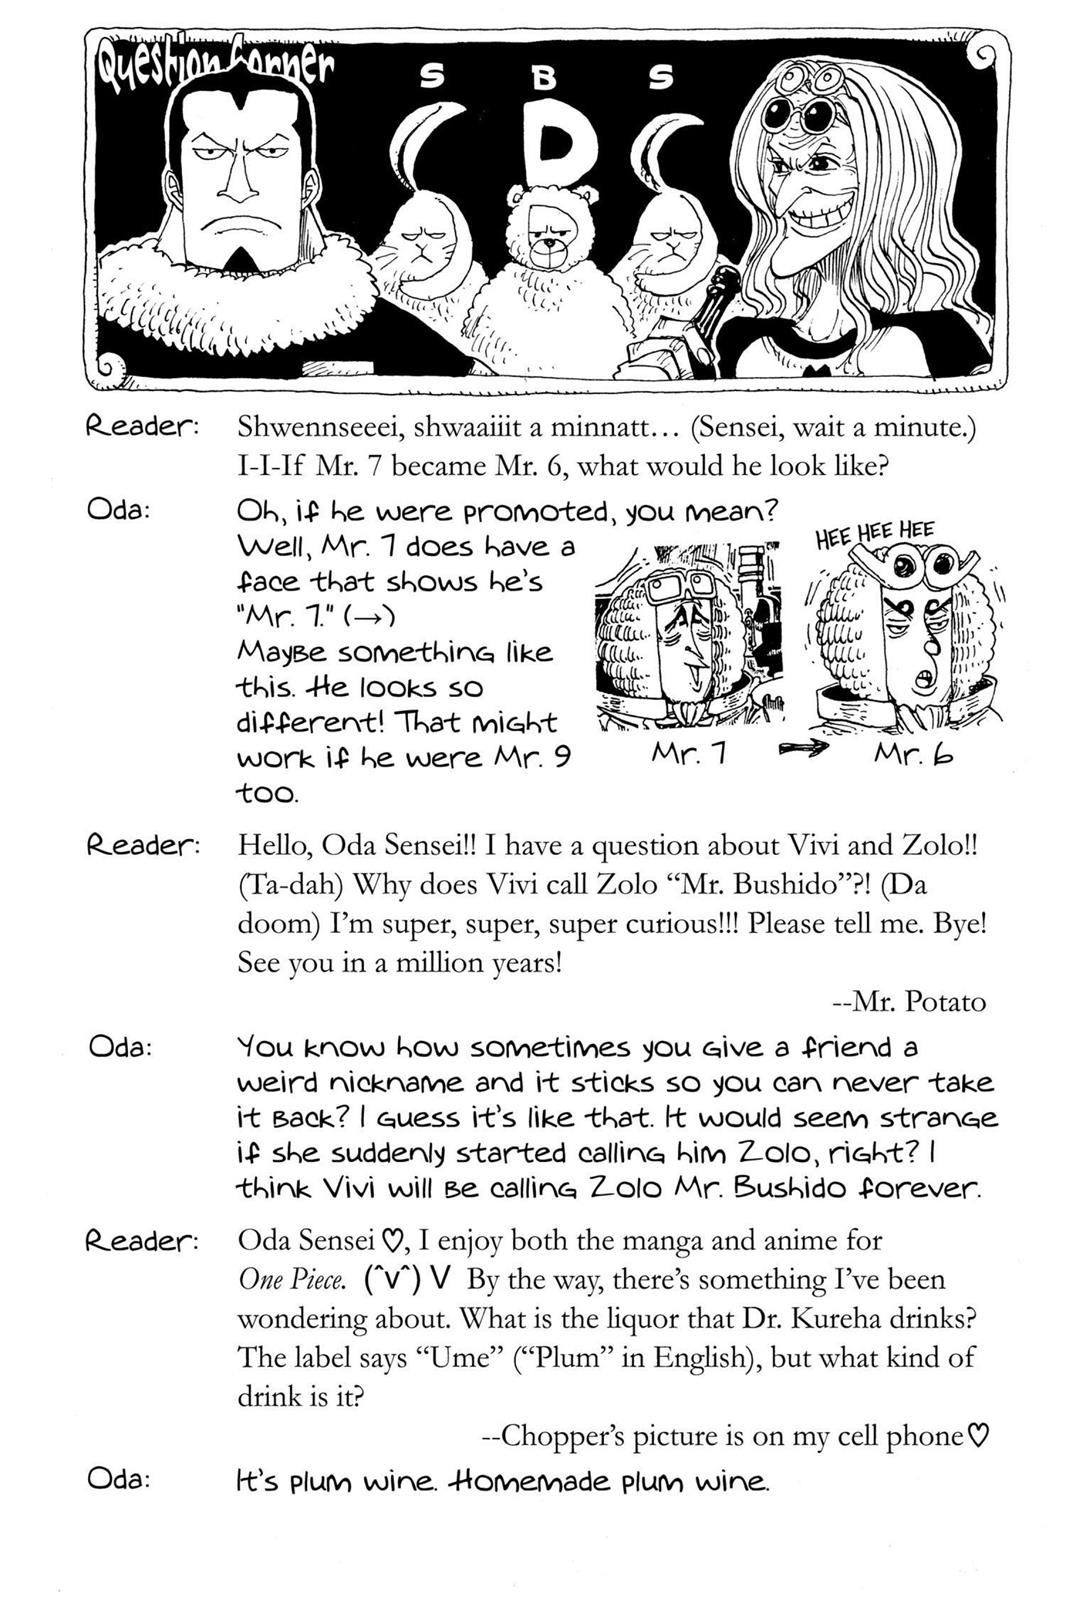 Question Corner
S B S
D
Reader: Shwennseeei, shwaaiiit a minnatt… (Sensei, wait a minute.)
I-I-If Mr. 7 became Mr. 6, what would he look like?
Oda: Oh, if he were promoted, you mean?
Well, Mr. 7 does have a
face that shows he's
"Mr. 7." (→)
Maybe something like
this. He looks so
different! That might
work if he were Mr. 9
too.
HEE HEE HEE
Mr. 7 → Mr. 6
Reader: Hello, Oda Sensei!! I have a question about Vivi and Zolo!!
(Ta-dah) Why does Vivi call Zolo “Mr. Bushido”?! (Da
doom) I’m super, super, super curious!!! Please tell me. Bye!
See you in a million years!
--Mr. Potato
Oda: You know how sometimes you give a friend a
weird nickname and it sticks so you can never take
it back? I guess it's like that. It would seem strange
if she suddenly started calling him Zolo, right? I
think Vivi will be calling Zolo Mr. Bushido forever.
Reader: Oda Sensei ♡, I enjoy both the manga and anime for
One Piece. (^v^) V By the way, there’s something I’ve been
wondering about. What is the liquor that Dr. Kureha drinks?
The label says “Ume” (“Plum” in English), but what kind of
drink is it?
--Chopper’s picture is on my cell phone♡
Oda: It's plum wine. Homemade plum wine.